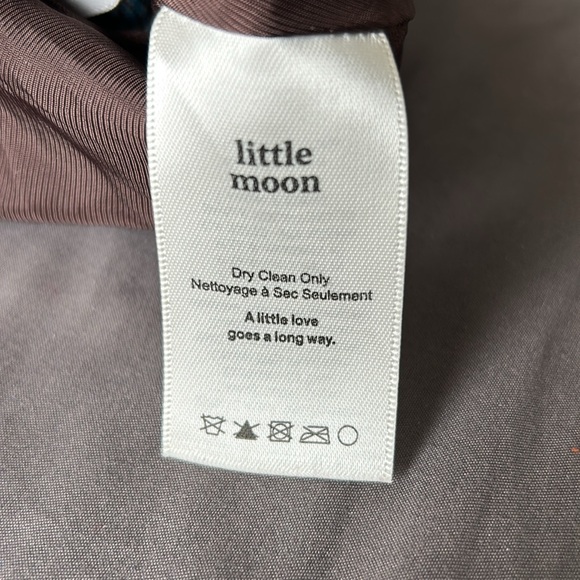 little
moon
Dry Clean Only
Nettoyage à Sec Seulement
A little love
goes a long way.